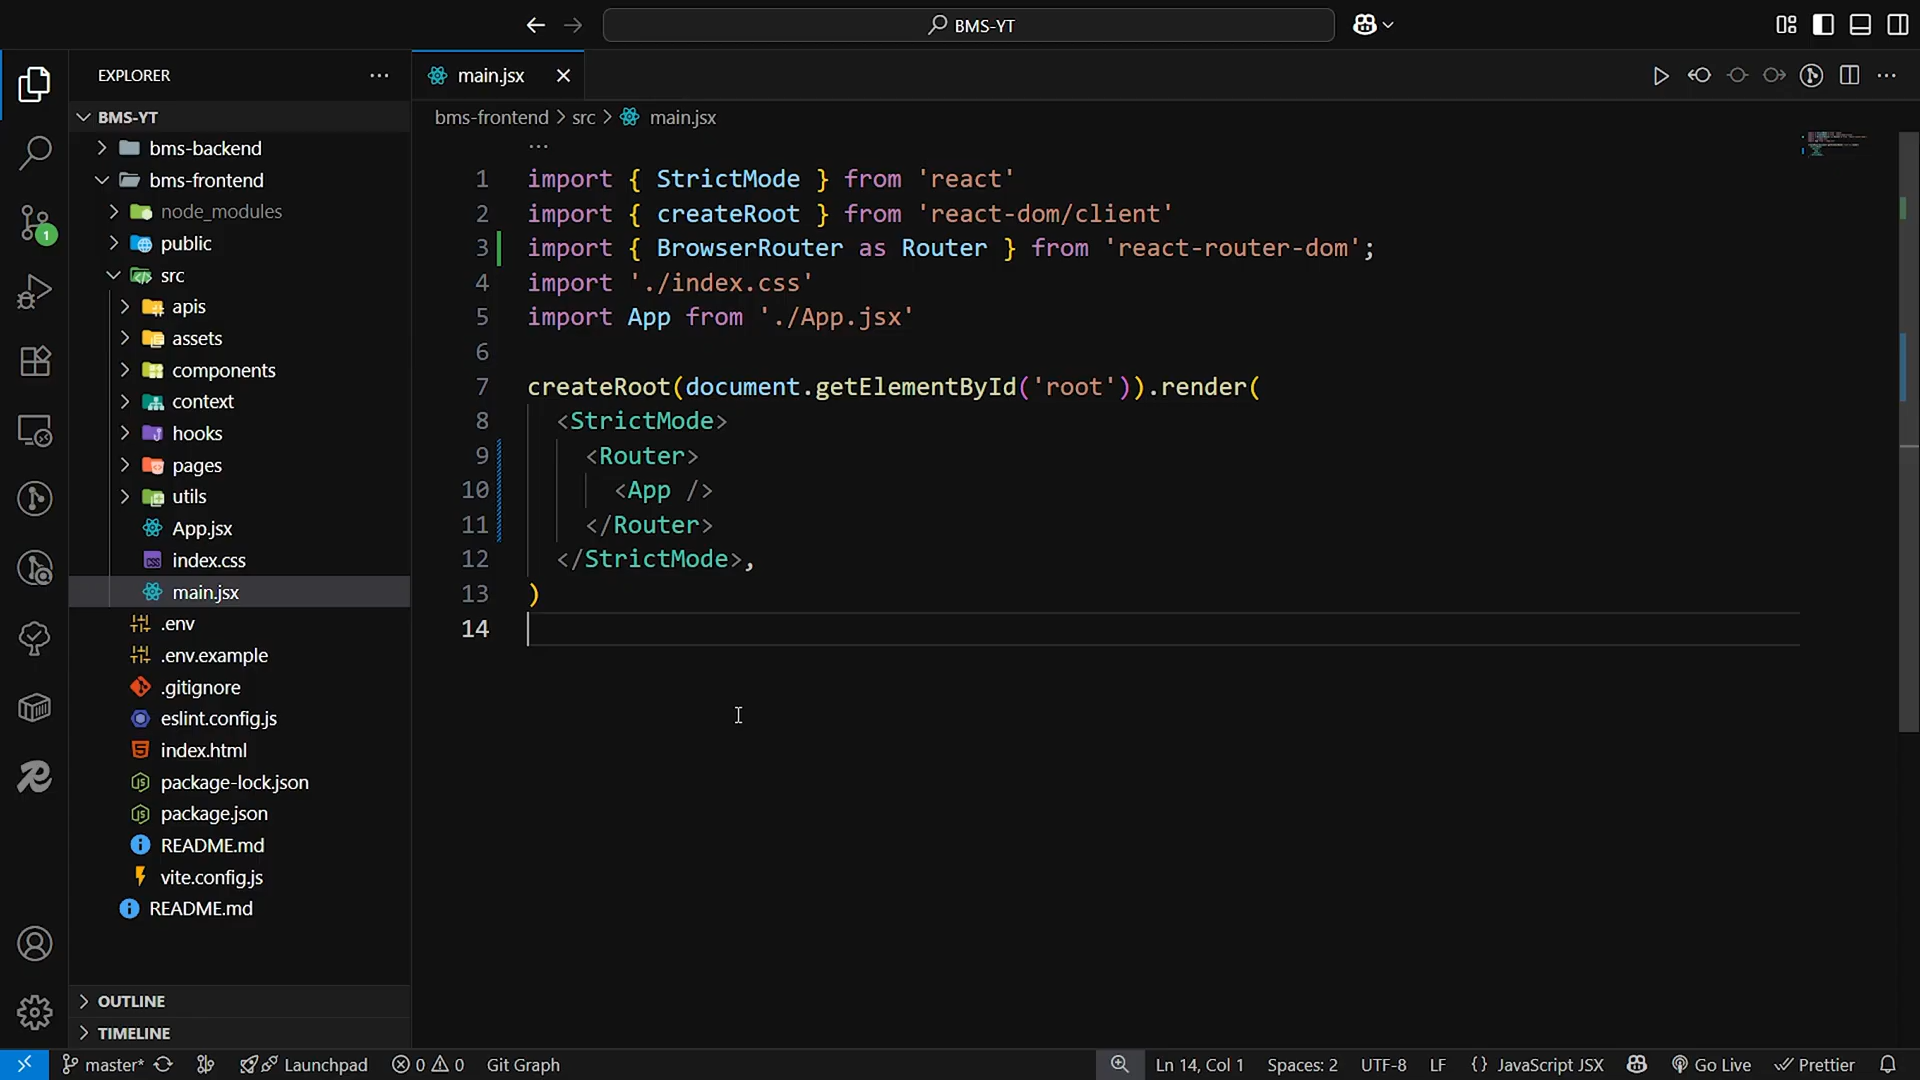 BMS-YT
EXPLORER
main.jsx
BMS-YT
bms-frontend > src > main.jsx
bms-backend
bms-frontend
node_modules
public
src
apis
assets
components
context
hooks
pages
utils
App.jsx
index.css
main.jsx
.env
.env.example
.gitignore
eslint.config.js
index.html
package-lock.json
package.json
README.md
vite.config.js
README.md
OUTLINE
TIMELINE
1 import { StrictMode } from 'react'
2 import { createRoot } from 'react-dom/client'
3 import { BrowserRouter as Router } from 'react-router-dom';
4 import './index.css'
5 import App from './App.jsx'
6
7 createRoot(document.getElementById('root')).render(
8 <StrictMode>
9 <Router>
10 <App />
11 </Router>
12 </StrictMode>,
13 )
14
1
master* Launchpad 0 0 Git Graph Ln 14, Col 1 Spaces: 2 UTF-8 LF {} JavaScript JSX Go Live Prettier